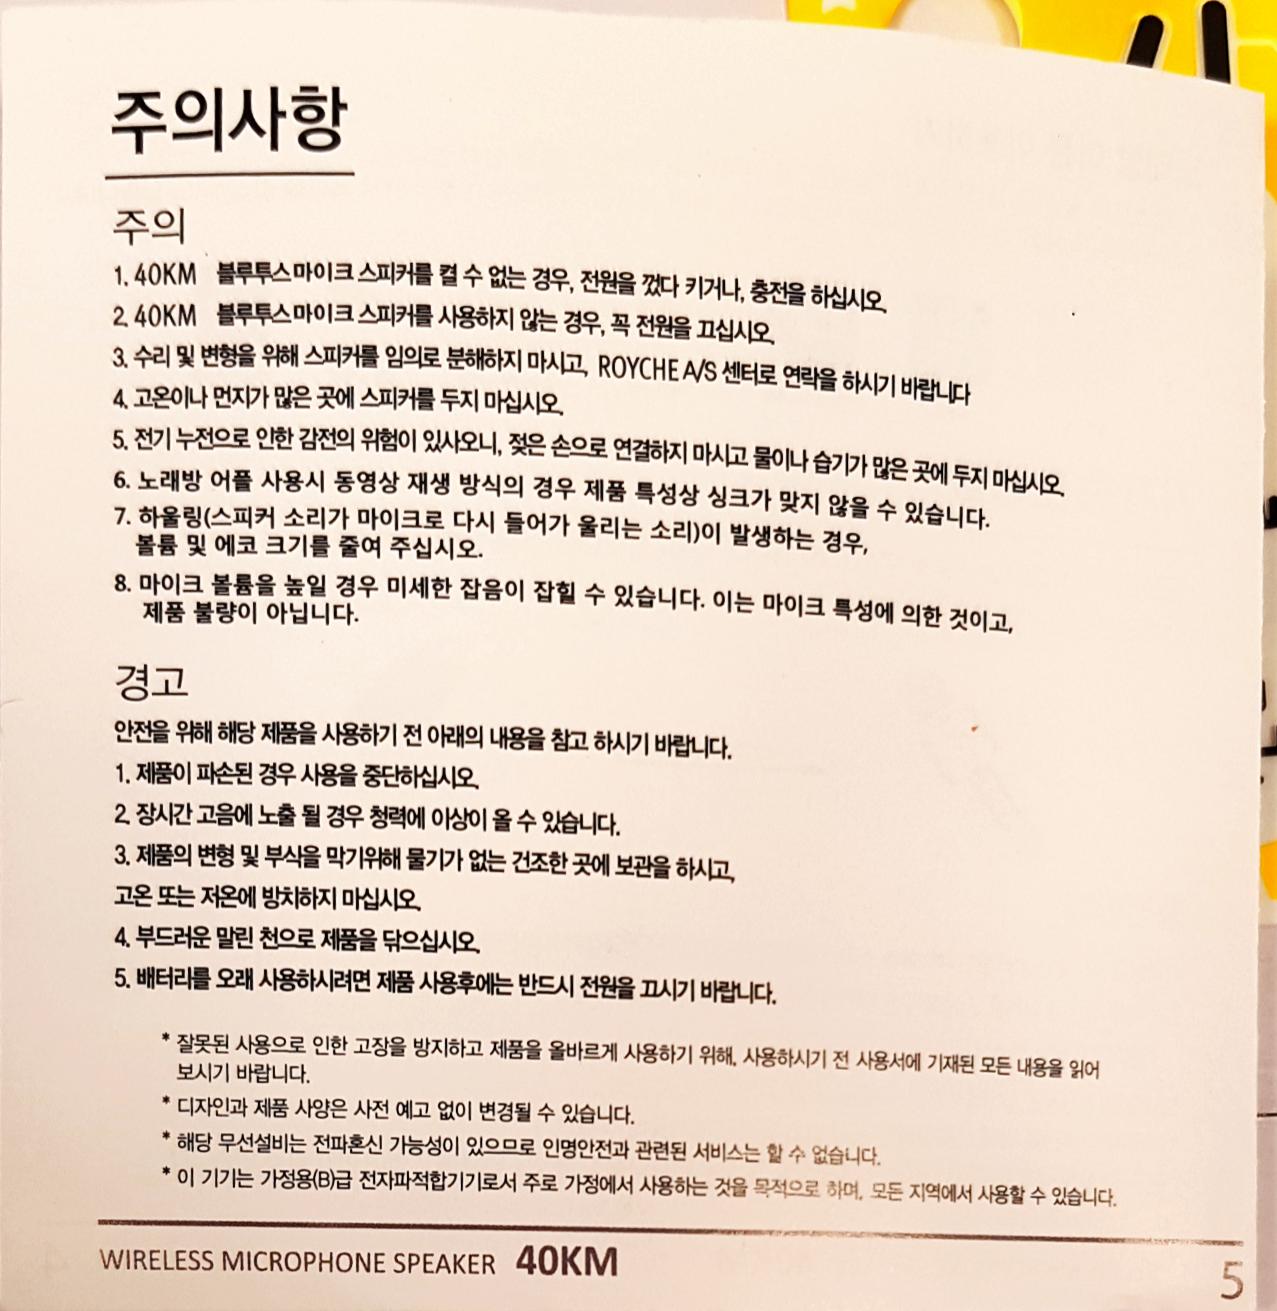 주의사항
주의
1. 40KM 블루투스마이크 스피커를 켤 수 없는 경우, 전원을 껐다 키거나, 충전을 하십시오.
2. 40KM 블루투스마이크 스피커를 사용하지 않는 경우, 꼭 전원을 끄십시오.
3. 수리 및 변형을 위해 스피커를 임의로 분해하지 마시고, ROYCHE A/S 센터로 연락을 하시기 바랍니다
4. 고온이나 먼지가 많은 곳에 스피커를 두지 마십시오.
5. 전기 누전으로 인한 감전의 위험이 있사오니, 젖은 손으로 연결하지 마시고 물이나 습기가 많은 곳에 두지 마십시오.
6. 노래방 어플 사용시 동영상 재생 방식의 경우 제품 특성상 싱크가 맞지 않을 수 있습니다.
7. 하울링(스피커 소리가 마이크로 다시 들어가 울리는 소리)이 발생하는 경우,
볼륨 및 에코 크기를 줄여 주십시오.
8. 마이크 볼륨을 높일 경우 미세한 잡음이 잡힐 수 있습니다. 이는 마이크 특성에 의한 것이고,
제품 불량이 아닙니다.
경고
안전을 위해 해당 제품을 사용하기 전 아래의 내용을 참고 하시기 바랍니다.
1. 제품이 파손된 경우 사용을 중단하십시오.
2. 장시간 고음에 노출 될 경우 청력에 이상이 올 수 있습니다.
3. 제품의 변형 및 부식을 막기위해 물기가 없는 건조한 곳에 보관을 하시고,
고온 또는 저온에 방치하지 마십시오.
4. 부드러운 말린 천으로 제품을 닦으십시오.
5. 배터리를 오래 사용하시려면 제품 사용후에는 반드시 전원을 끄시기 바랍니다.
* 잘못된 사용으로 인한 고장을 방지하고 제품을 올바르게 사용하기 위해, 사용하시기 전 사용서에 기재된 모든 내용을 읽어
보시기 바랍니다.
* 디자인과 제품 사양은 사전 예고 없이 변경될 수 있습니다.
* 해당 무선설비는 전파혼신 가능성이 있으므로 인명안전과 관련된 서비스는 할 수 없습니다.
* 이 기기는 가정용(B)급 전자파적합기기로서 주로 가정에서 사용하는 것을 목적으로 하며, 모든 지역에서 사용할 수 있습니다.
WIRELESS MICROPHONE SPEAKER 40KM
5